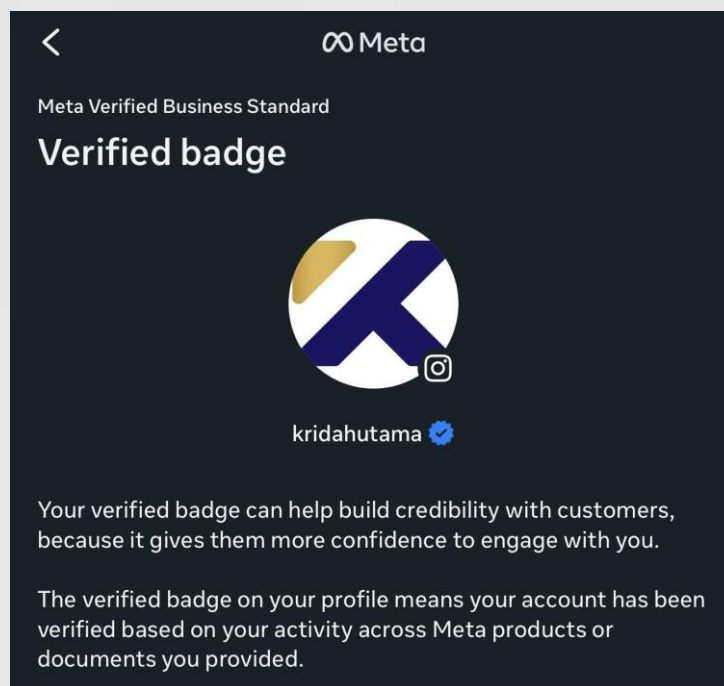 Meta
Meta Verified Business Standard
Verified badge
kridahutama
Your verified badge can help build credibility with customers,
because it gives them more confidence to engage with you.
The verified badge on your profile means your account has been
verified based on your activity across Meta products or
documents you provided.